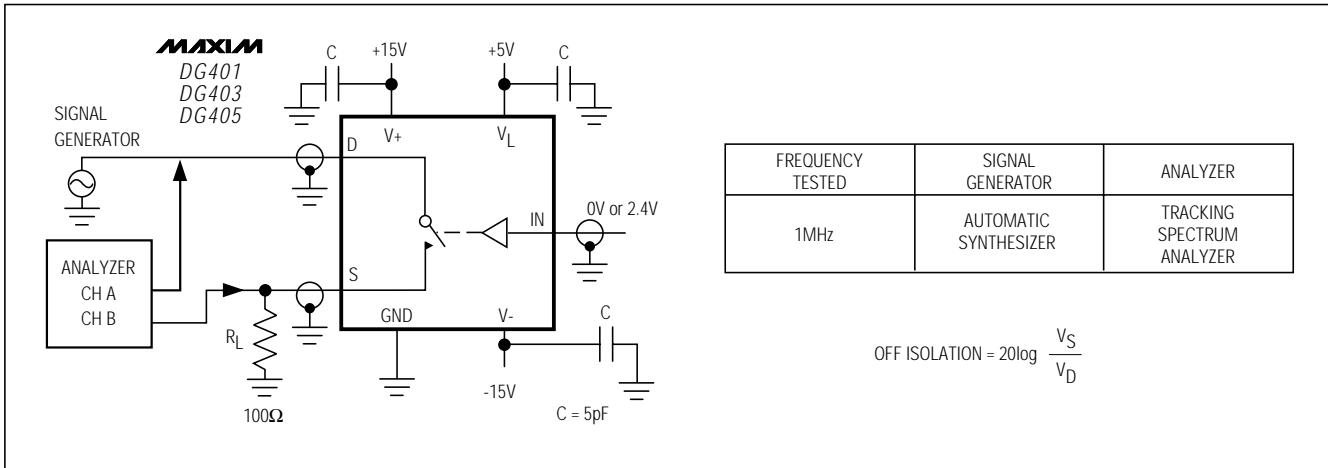 MAXIM
DG401
DG403
DG405
C
+15V
+5V
C
SIGNAL
GENERATOR
V+
VL
D
IN
0V or 2.4V
ANALYZER
CH A
CH B
S
RL
GND
V-
C
100Ω
-15V
C = 5pF
FREQUENCY
TESTED
SIGNAL
GENERATOR
ANALYZER
1MHz
AUTOMATIC
SYNTHESIZER
TRACKING
SPECTRUM
ANALYZER
OFF ISOLATION = 20log VS
VD